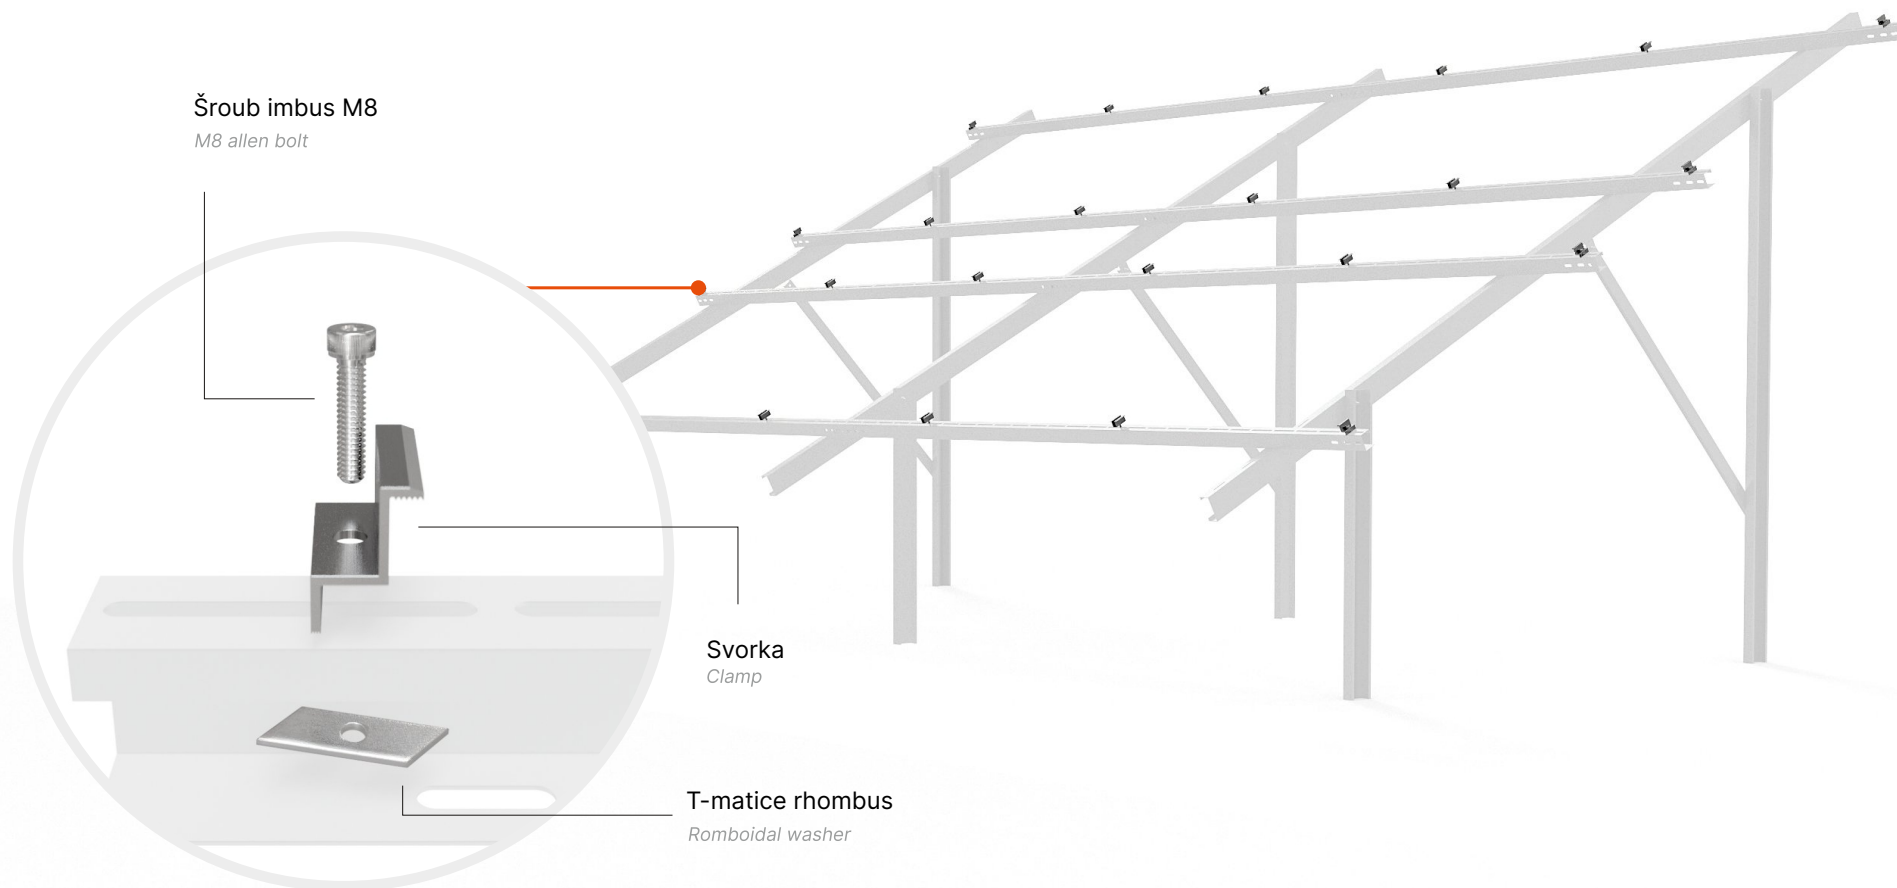 Šroub imbus M8
M8 allen bolt
Svorka
Clamp
T-matice rhombus
Romboidal washer